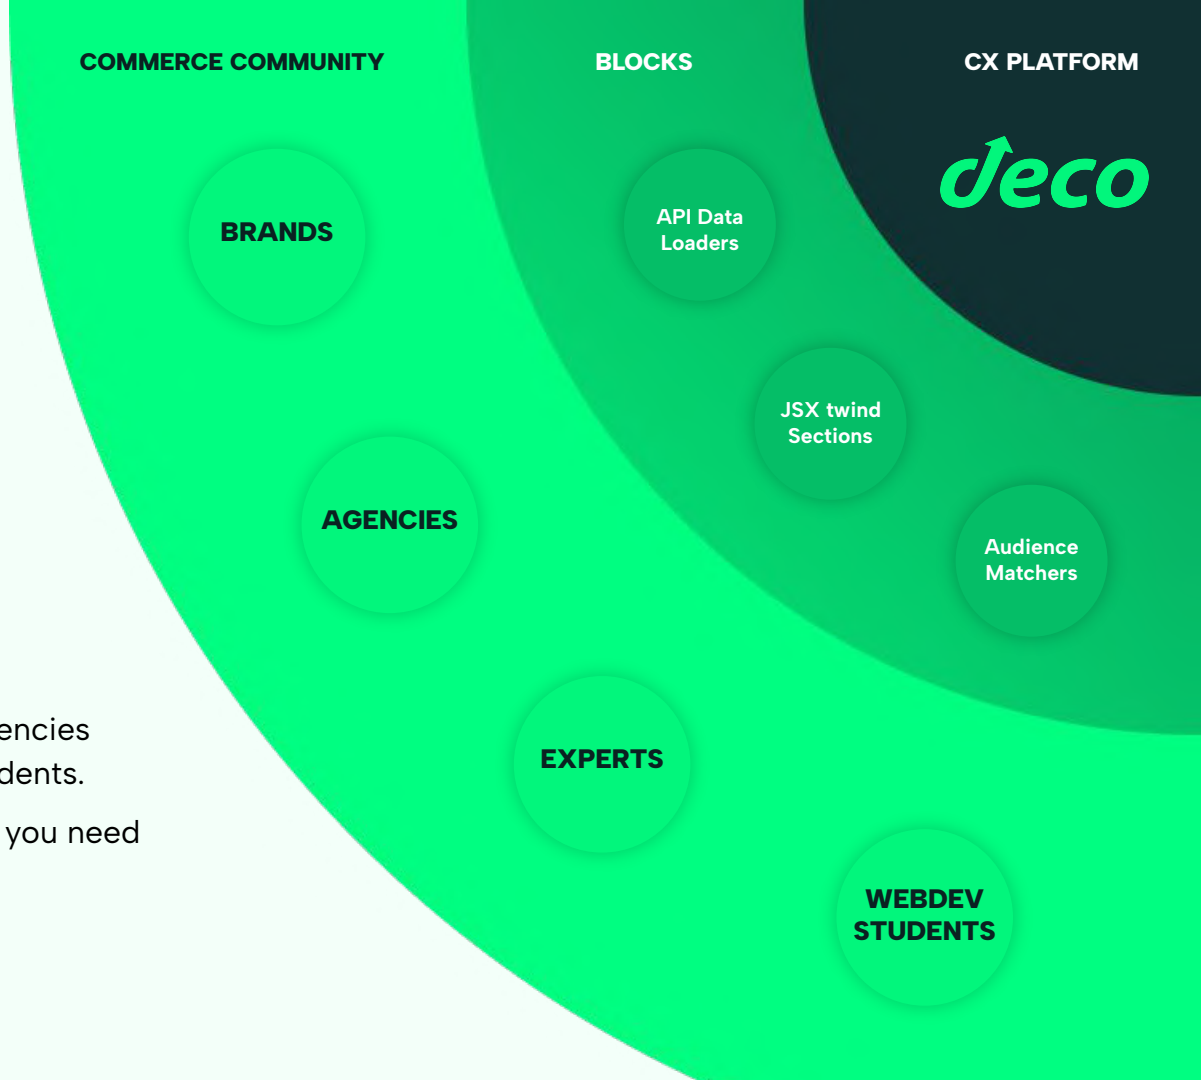 COMMERCE COMMUNITY
BLOCKS
CX PLATFORM
deco
BRANDS
API Data
Loaders
JSX twind
Sections
AGENCIES
Audience
Matchers
EXPERTS
WEBDEV
STUDENTS
encies
dents.
you need